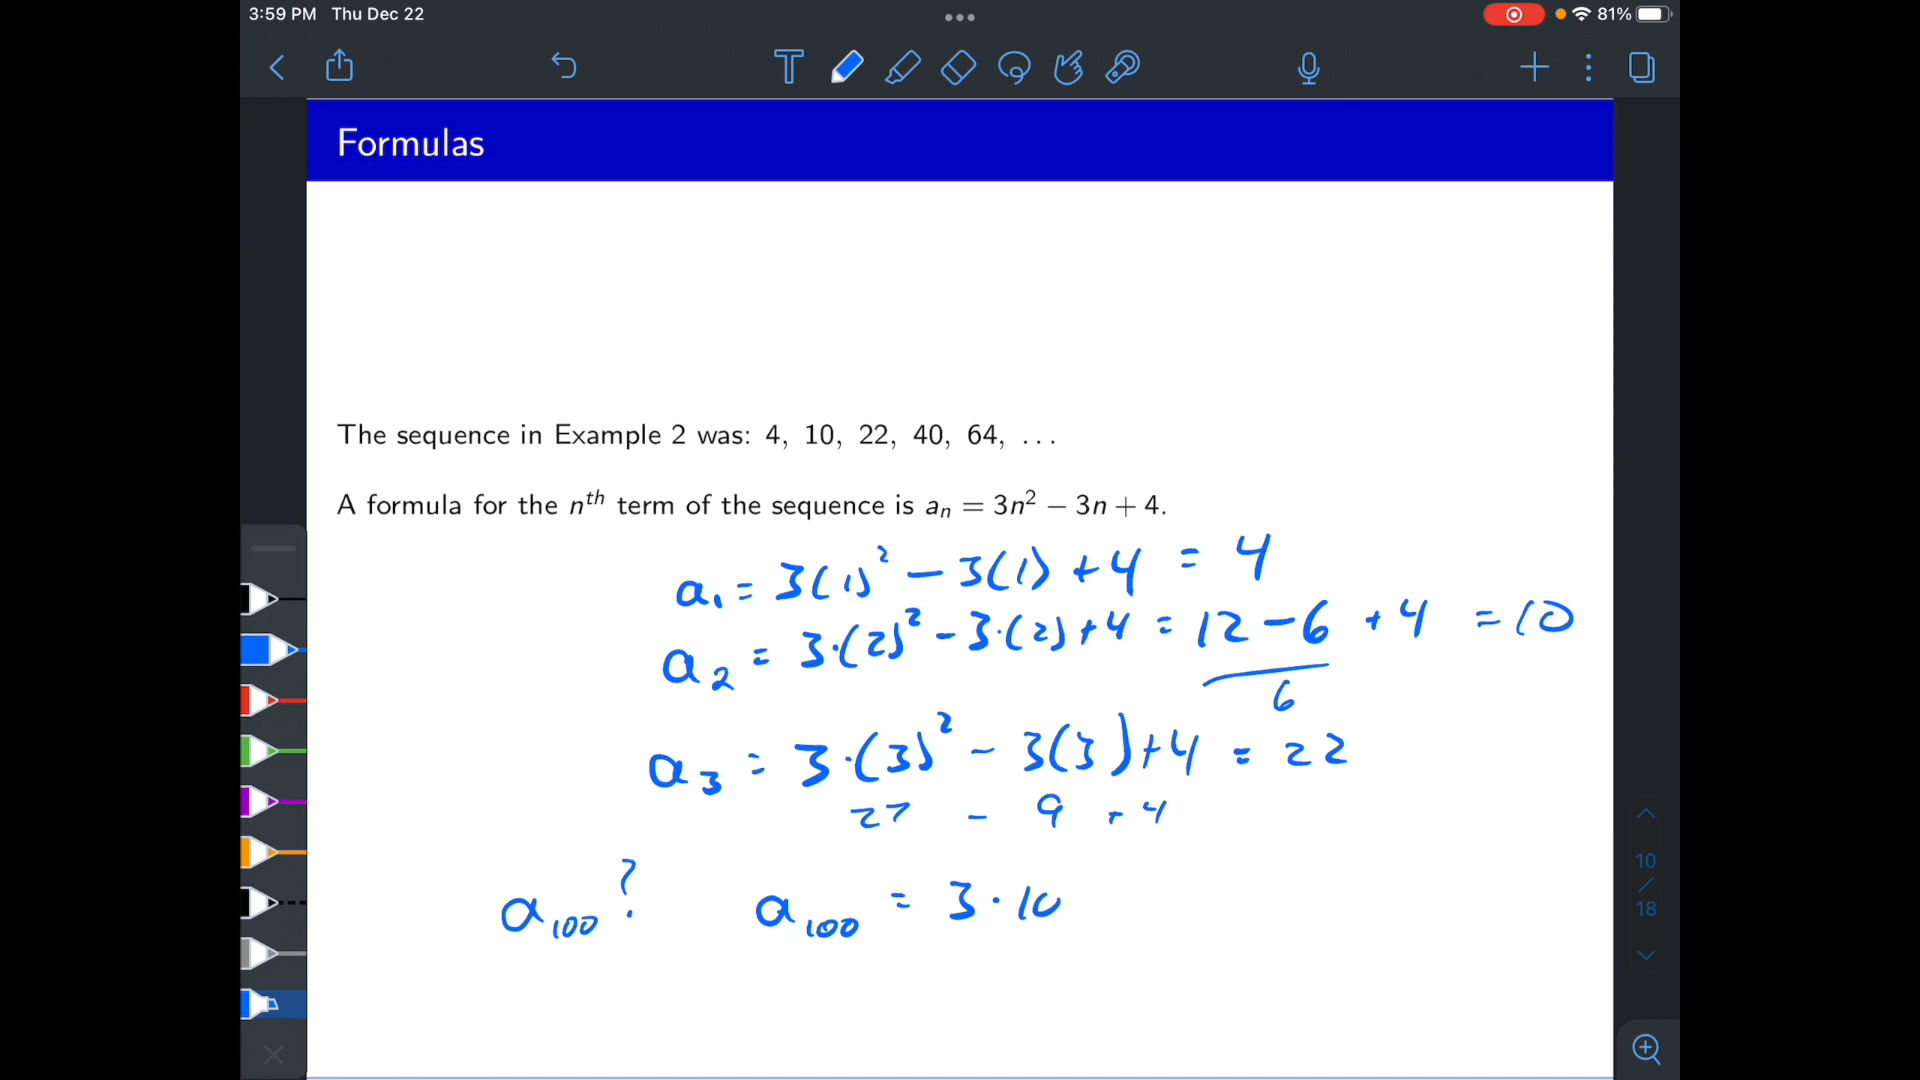 3:59 PM Thu Dec 22
81%
T
Formulas
The sequence in Example 2 was: 4, 10, 22, 40, 64, ...
A formula for the nᵗʰ term of the sequence is aₙ = 3n² − 3n + 4.
a₁ = 3(1)² − 3(1) + 4 = 4
a₂ = 3·(2)² − 3·(2) + 4 = 12 − 6 + 4 = 10
6
a₃ = 3·(3)² − 3(3) + 4 = 22
27 − 9 + 4
a₁₀₀? a₁₀₀ = 3·10
10
/
18